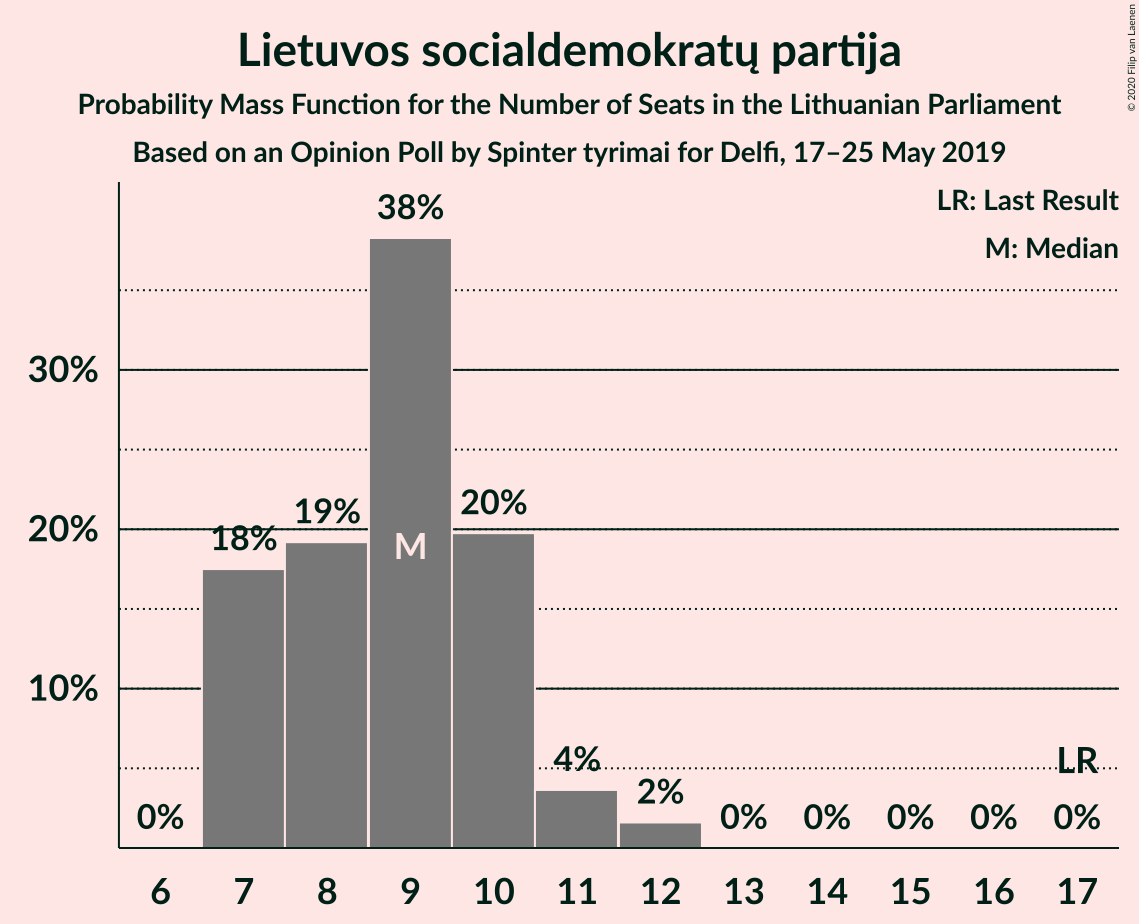 Lietuvos socialdemokratų partija
Probability Mass Function for the Number of Seats in the Lithuanian Parliament
Based on an Opinion Poll by Spinter tyrimai for Delfi, 17–25 May 2019
© 2020 Filip van Laenen
LR: Last Result
M: Median
38%
30%
20%
19%
18%
20%
M
10%
4%
2%
LR
0%
0%
0%
0%
0%
0%
6 7 8 9 10 11 12 13 14 15 16 17